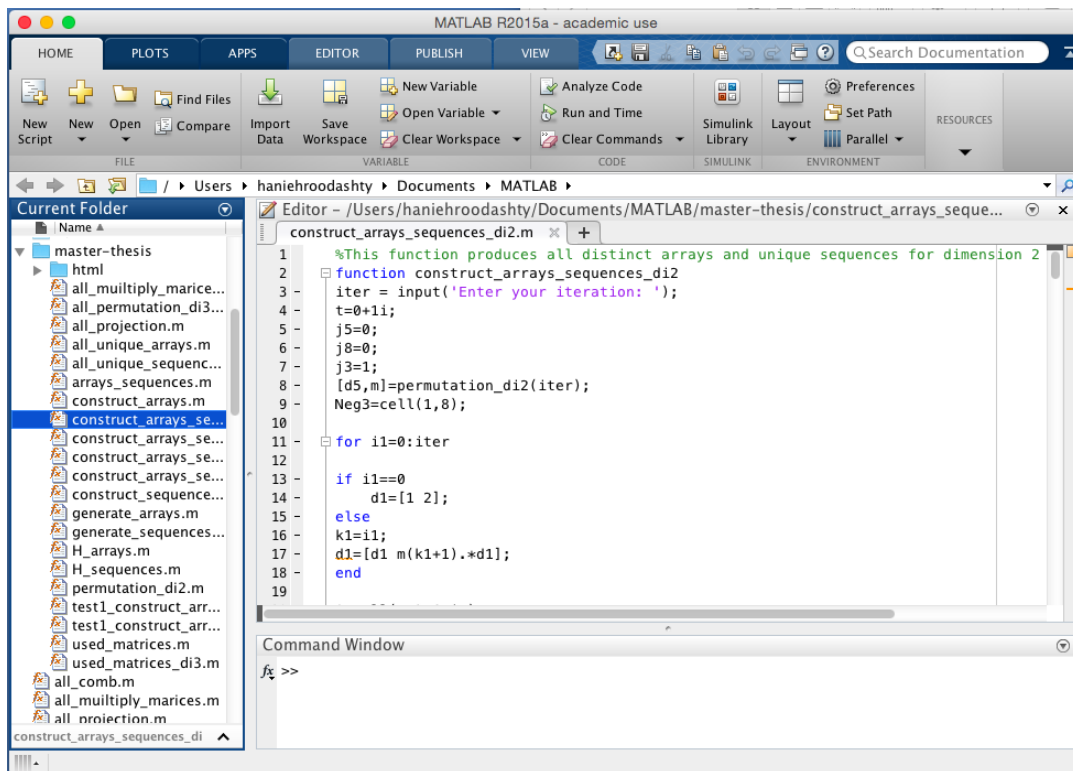 MATLAB R2015a - academic use
HOME PLOTS APPS EDITOR PUBLISH VIEW Search Documentation
New Script
New
Open
Find Files
Compare
FILE
Import Data
Save Workspace
New Variable
Open Variable
Clear Workspace
VARIABLE
Analyze Code
Run and Time
Clear Commands
CODE
Simulink Library
SIMULINK
Layout
Preferences
Set Path
Parallel
ENVIRONMENT
RESOURCES
/ Users haniehroodashty Documents MATLAB
Current Folder
Name
master-thesis
html
all_muiltiply_marice...
all_permutation_di3...
all_projection.m
all_unique_arrays.m
all_unique_sequenc...
arrays_sequences.m
construct_arrays.m
construct_arrays_se...
construct_arrays_se...
construct_arrays_se...
construct_arrays_se...
construct_sequence...
generate_arrays.m
generate_sequences...
H_arrays.m
H_sequences.m
permutation_di2.m
test1_construct_arr...
test1_construct_arr...
used_matrices.m
used_matrices_di3.m
all_comb.m
all_muiltiply_marices.m
all_projection.m
construct_arrays_sequences_di
Editor - /Users/haniehroodashty/Documents/MATLAB/master-thesis/construct_arrays_seque...
construct_arrays_sequences_di2.m
1 %This function produces all distinct arrays and unique sequences for dimension 2
2 function construct_arrays_sequences_di2
3 - iter = input('Enter your iteration: ');
4 - t=0+1i;
5 - j5=0;
6 - j8=0;
7 - j3=1;
8 - [d5,m]=permutation_di2(iter);
9 - Neg3=cell(1,8);
10
11 - for i1=0:iter
12
13 - if i1==0
14 - d1=[1 2];
15 - else
16 - k1=i1;
17 - d1=[d1 m(k1+1).*d1];
18 - end
19
Command Window
fx >>